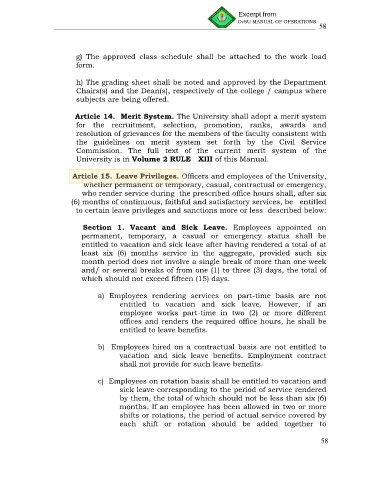 Excerpt from
CvSU MANUAL OF OPERATIONS
58
g) The approved class schedule shall be attached to the work load
form.
h) The grading sheet shall be noted and approved by the Department
Chairs(s) and the Dean(s), respectively of the college / campus where
subjects are being offered.
Article 14. Merit System. The University shall adopt a merit system
for the recruitment, selection, promotion, ranks, awards and
resolution of grievances for the members of the faculty consistent with
the guidelines on merit system set forth by the Civil Service
Commission. The full text of the current merit system of the
University is in Volume 2 RULE XIII of this Manual.
Article 15. Leave Privileges. Officers and employees of the University,
whether permanent or temporary, casual, contractual or emergency,
who render service during the prescribed office hours shall, after six
(6) months of continuous, faithful and satisfactory services, be entitled
to certain leave privileges and sanctions more or less described below:
Section 1. Vacant and Sick Leave. Employees appointed on
permanent, temporary, a casual or emergency status shall be
entitled to vacation and sick leave after having rendered a total of at
least six (6) months service in the aggregate, provided such six
month period does not involve a single break of more than one week
and/ or several breaks of from one (1) to three (3) days, the total of
which should not exceed fifteen (15) days.
a) Employees rendering services on part-time basis are not
entitled to vacation and sick leave. However, if an
employee works part-time in two (2) or more different
offices and renders the required office hours, he shall be
entitled to leave benefits.
b) Employees hired on a contractual basis are not entitled to
vacation and sick leave benefits. Employment contract
shall not provide for such leave benefits.
c) Employees on rotation basis shall be entitled to vacation and
sick leave corresponding to the period of service rendered
by them, the total of which should not be less than six (6)
months. If an employee has been allowed in two or more
shifts or rotations, the period of actual service covered by
each shift or rotation should be added together to
58